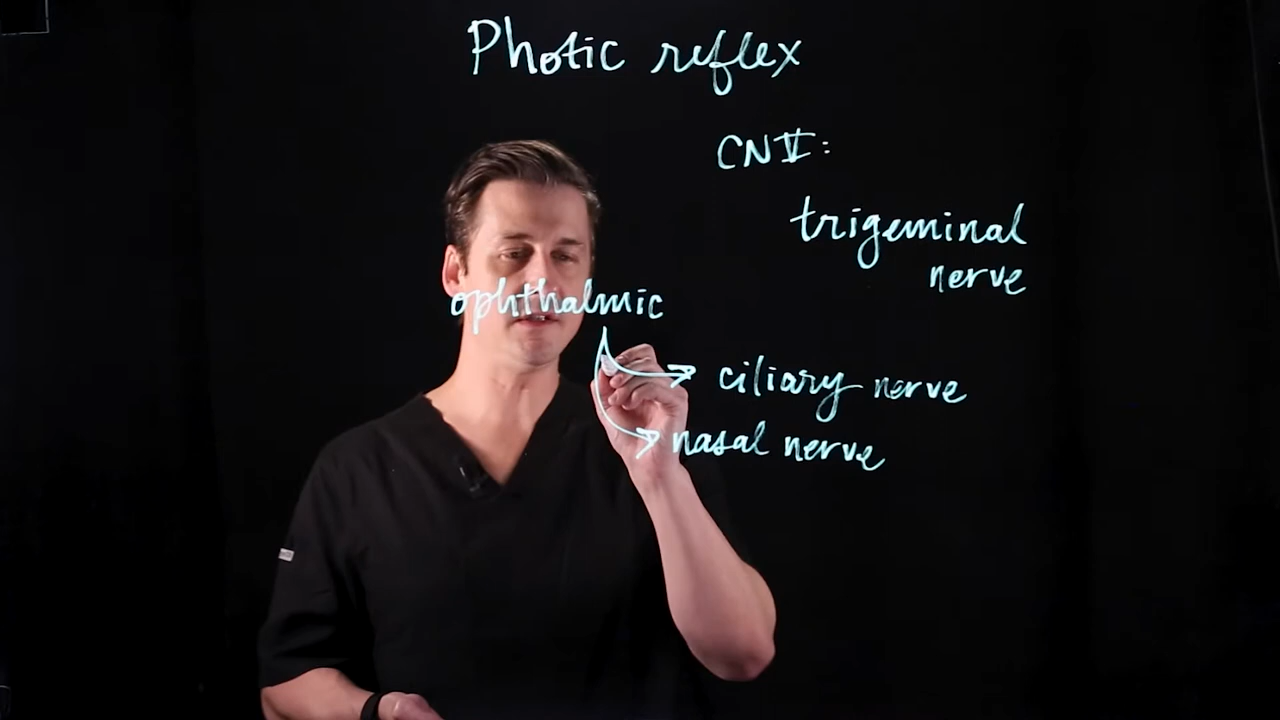 Photic reflex
CN V:
trigeminal
nerve
ophthalmic
ciliary nerve
nasal nerve